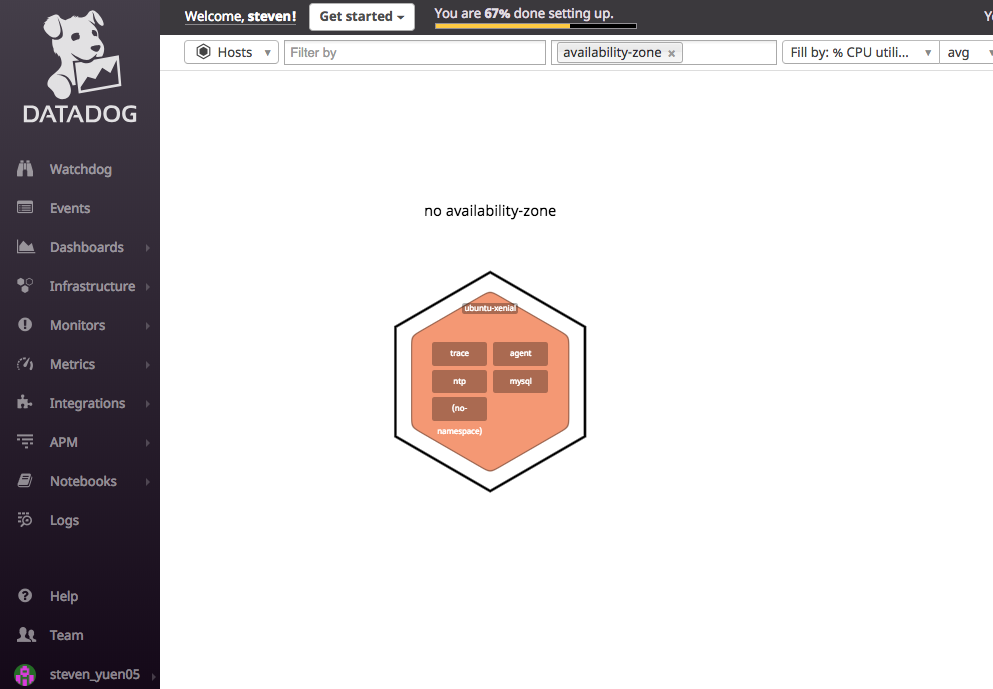 DATADOG
Watchdog
Events
Dashboards
Infrastructure
Monitors
Metrics
Integrations
APM
Notebooks
Logs
Help
Team
steven_yuen05
Welcome, steven! Get started You are 67% done setting up.
Hosts Filter by availability-zone × Fill by: % CPU utili... avg
no availability-zone
ubuntu-xenial
trace agent
ntp mysql
(no-
namespace)